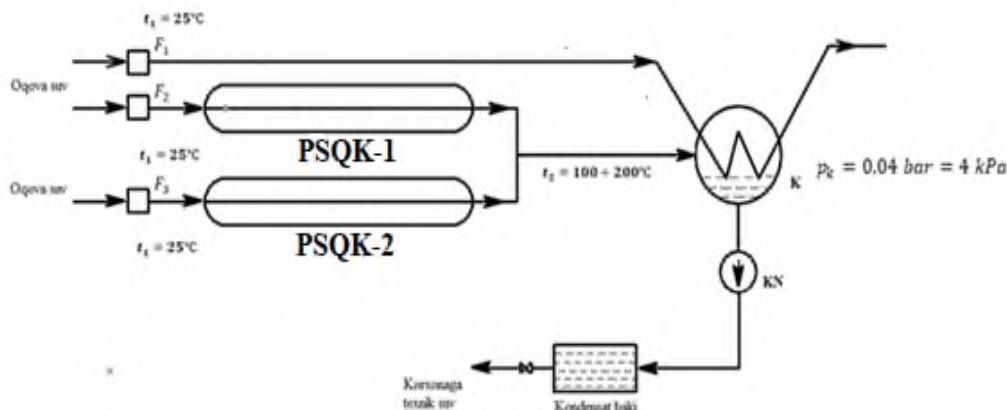 t₁ = 25°C
F₁
Oqova suv
F₂
PSQK-1
t₁ = 25°C
Oqova suv
F₃
PSQK-2
t₁ = 25°C
t₂ = 100 ÷ 200°C
K
pₖ = 0.04 bar = 4 kPa
KN
Korxonaga
texnik suv
Kondensat baki